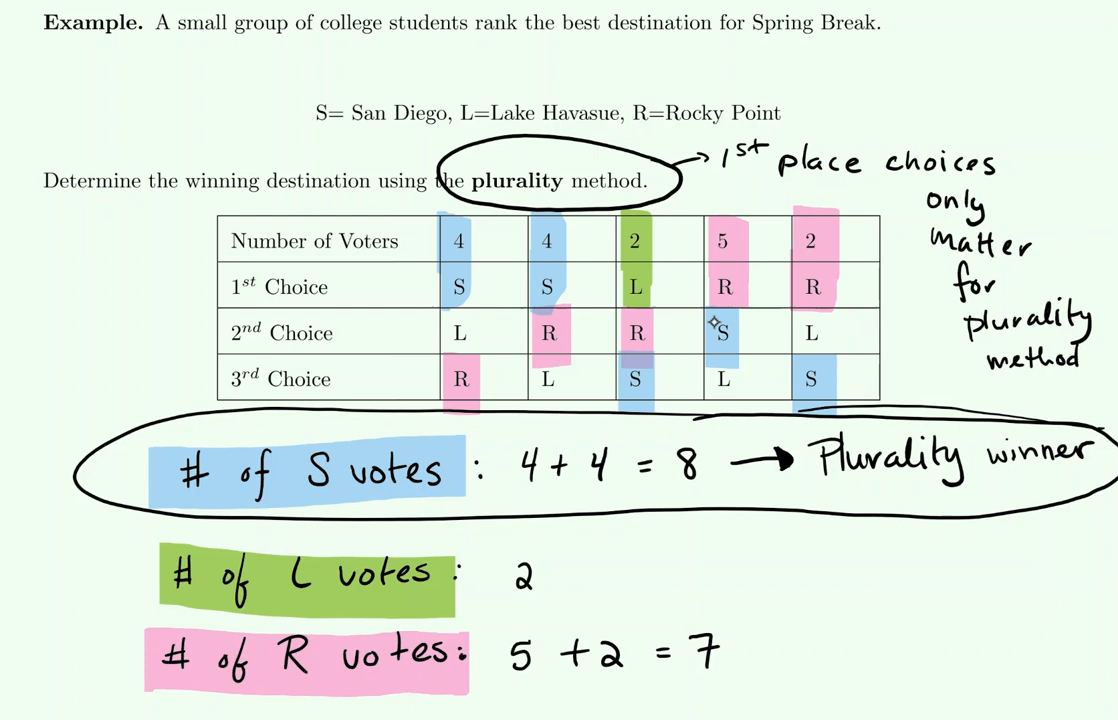 Example. A small group of college students rank the best destination for Spring Break.
S= San Diego, L=Lake Havasue, R=Rocky Point
Determine the winning destination using the plurality method.
1st place choices
only
matter
for
plurality
method
Number of Voters 4 4 2 5 2
1st Choice S S L R R
2nd Choice L R R S L
3rd Choice R L S L S
# of S votes : 4 + 4 = 8 → Plurality winner
# of L votes : 2
# of R votes : 5 + 2 = 7